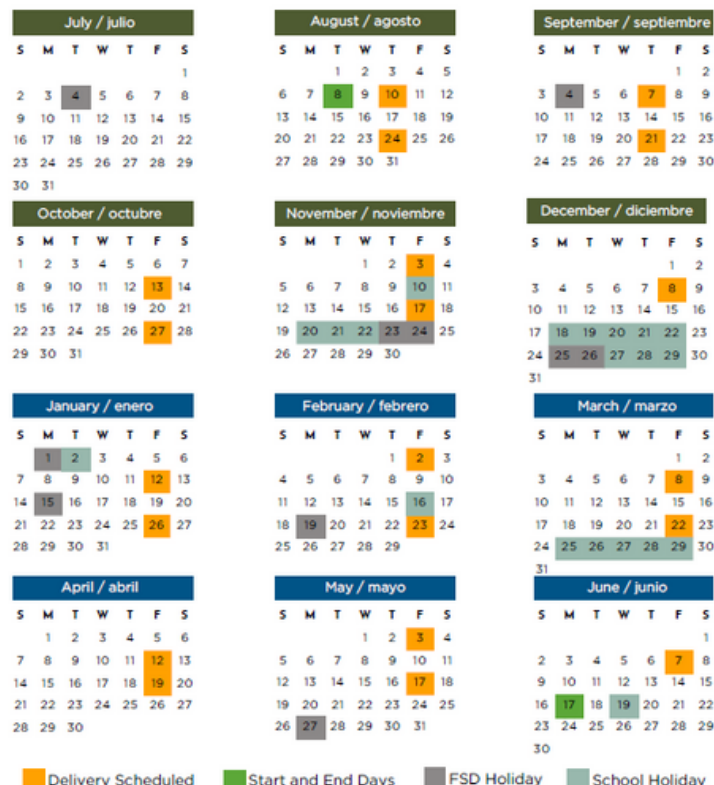 July / julio
S M T W T F S
1
2 3 4 5 6 7 8
9 10 11 12 13 14 15
16 17 18 19 20 21 22
23 24 25 26 27 28 29
30 31
August / agosto
S M T W T F S
1 2 3 4 5
6 7 8 9 10 11 12
13 14 15 16 17 18 19
20 21 22 23 24 25 26
27 28 29 30 31
September / septiembre
S M T W T F S
1 2
3 4 5 6 7 8 9
10 11 12 13 14 15 16
17 18 19 20 21 22 23
24 25 26 27 28 29 30
October / octubre
S M T W T F S
1 2 3 4 5 6 7
8 9 10 11 12 13 14
15 16 17 18 19 20 21
22 23 24 25 26 27 28
29 30 31
November / noviembre
S M T W T F S
1 2 3 4
5 6 7 8 9 10 11
12 13 14 15 16 17 18
19 20 21 22 23 24 25
26 27 28 29 30
December / diciembre
S M T W T F S
1 2
3 4 5 6 7 8 9
10 11 12 13 14 15 16
17 18 19 20 21 22 23
24 25 26 27 28 29 30
31
January / enero
S M T W T F S
1 2 3 4 5 6
7 8 9 10 11 12 13
14 15 16 17 18 19 20
21 22 23 24 25 26 27
28 29 30 31
February / febrero
S M T W T F S
1 2 3
4 5 6 7 8 9 10
11 12 13 14 15 16 17
18 19 20 21 22 23 24
25 26 27 28 29
March / marzo
S M T W T F S
1 2
3 4 5 6 7 8 9
10 11 12 13 14 15 16
17 18 19 20 21 22 23
24 25 26 27 28 29 30
31
April / abril
S M T W T F S
1 2 3 4 5 6
7 8 9 10 11 12 13
14 15 16 17 18 19 20
21 22 23 24 25 26 27
28 29 30
May / mayo
S M T W T F S
1 2 3 4
5 6 7 8 9 10 11
12 13 14 15 16 17 18
19 20 21 22 23 24 25
26 27 28 29 30 31
June / junio
S M T W T F S
1
2 3 4 5 6 7 8
9 10 11 12 13 14 15
16 17 18 19 20 21 22
23 24 25 26 27 28 29
30
Delivery Scheduled Start and End Days FSD Holiday School Holiday